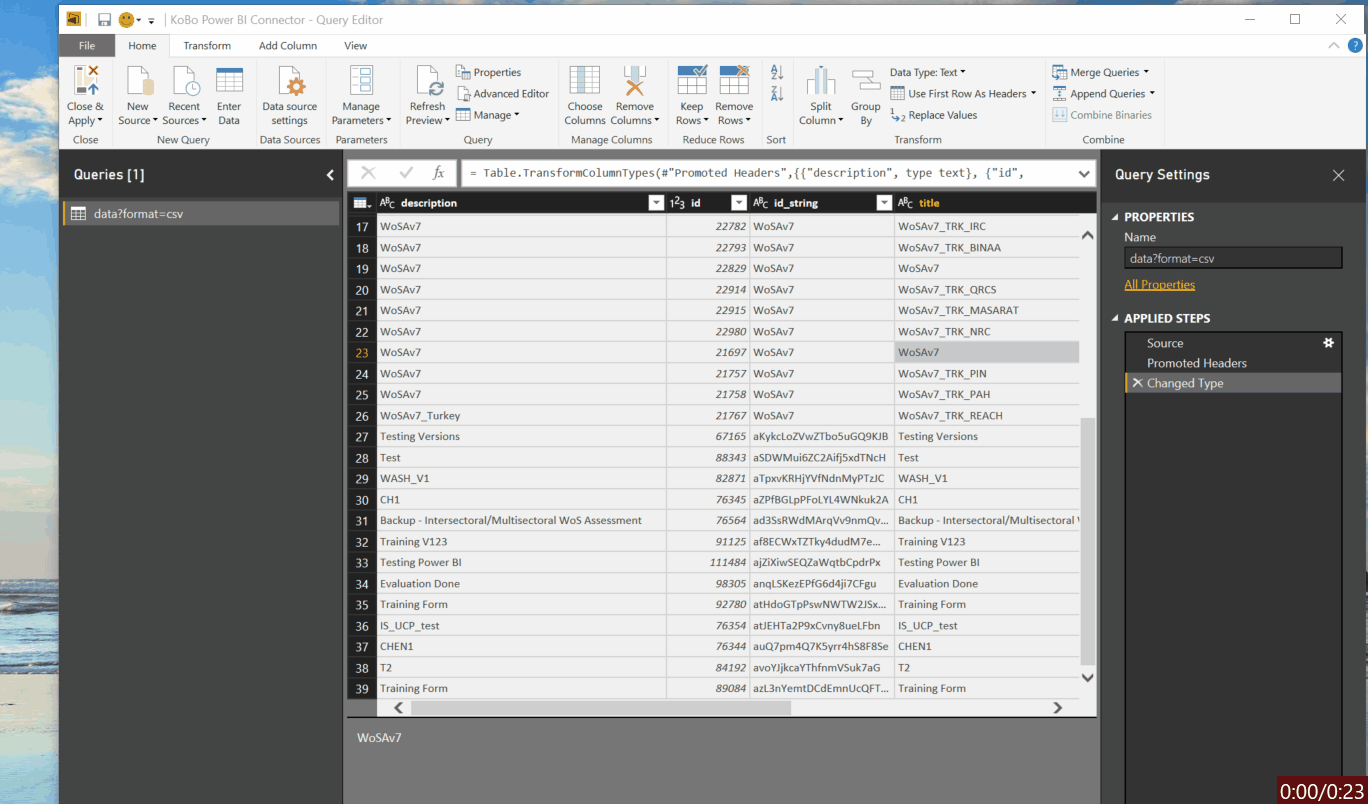 KoBo Power BI Connector - Query Editor
File Home Transform Add Column View
Close & Apply
New Source
Recent Sources
Enter Data
Data source settings
Manage Parameters
Refresh Preview
Properties
Advanced Editor
Manage
Choose Columns
Remove Columns
Keep Rows
Remove Rows
Split Column
Group By
Data Type: Text
Use First Row As Headers
Replace Values
Merge Queries
Append Queries
Combine Binaries
Close New Query Data Sources Parameters Query Manage Columns Reduce Rows Sort Transform Combine
Queries [1]
data?format=csv
fx = Table.TransformColumnTypes(#"Promoted Headers",{{"description", type text}, {"id",
description id id_string title
17 WoSAv7 22782 WoSAv7 WoSAv7_TRK_IRC
18 WoSAv7 22793 WoSAv7 WoSAv7_TRK_BINAA
19 WoSAv7 22829 WoSAv7 WoSAv7
20 WoSAv7 22914 WoSAv7 WoSAv7_TRK_QRCS
21 WoSAv7 22915 WoSAv7 WoSAv7_TRK_MASARAT
22 WoSAv7 22980 WoSAv7 WoSAv7_TRK_NRC
23 WoSAv7 21697 WoSAv7 WoSAv7
24 WoSAv7 21757 WoSAv7 WoSAv7_TRK_PIN
25 WoSAv7 21758 WoSAv7 WoSAv7_TRK_PAH
26 WoSAv7_Turkey 21767 WoSAv7 WoSAv7_TRK_REACH
27 Testing Versions 67165 aKykcLoZVwZTbo5uGQ9KJB Testing Versions
28 Test 88343 aSDWMui6ZC2Aifj5xdTNcH Test
29 WASH_V1 82871 aTpxvKRHjYVfNdnMyPTzJC WASH_V1
30 CH1 76345 aZPfBGLpPFoLYL4WNkuk2A CH1
31 Backup - Intersectoral/Multisectoral WoS Assessment 76564 ad3SsRWdMArqVv9nmQv... Backup - Intersectoral/Multisectoral
32 Training V123 91125 af8ECWxTZTky4dudM7e... Training V123
33 Testing Power BI 111484 ajZiXiwSEQZaWqtbCpdrPx Testing Power BI
34 Evaluation Done 98305 anqLSKezEPfG6d4ji7CFgu Evaluation Done
35 Training Form 92780 atHdoGTpPswNWTW2JSx... Training Form
36 IS_UCP_test 76354 atJEHTa2P9xCvny8ueLFbn IS_UCP_test
37 CHEN1 76344 auQ7pm4Q7K5yrr4hS8F8Se CHEN1
38 T2 84192 avoYJjkcaYThfnmVSuk7aG T2
39 Training Form 89084 azL3nYemtDCdEmnUcQFT... Training Form
WoSAv7
Query Settings
PROPERTIES
Name
data?format=csv
All Properties
APPLIED STEPS
Source
Promoted Headers
Changed Type
0:00/0:23